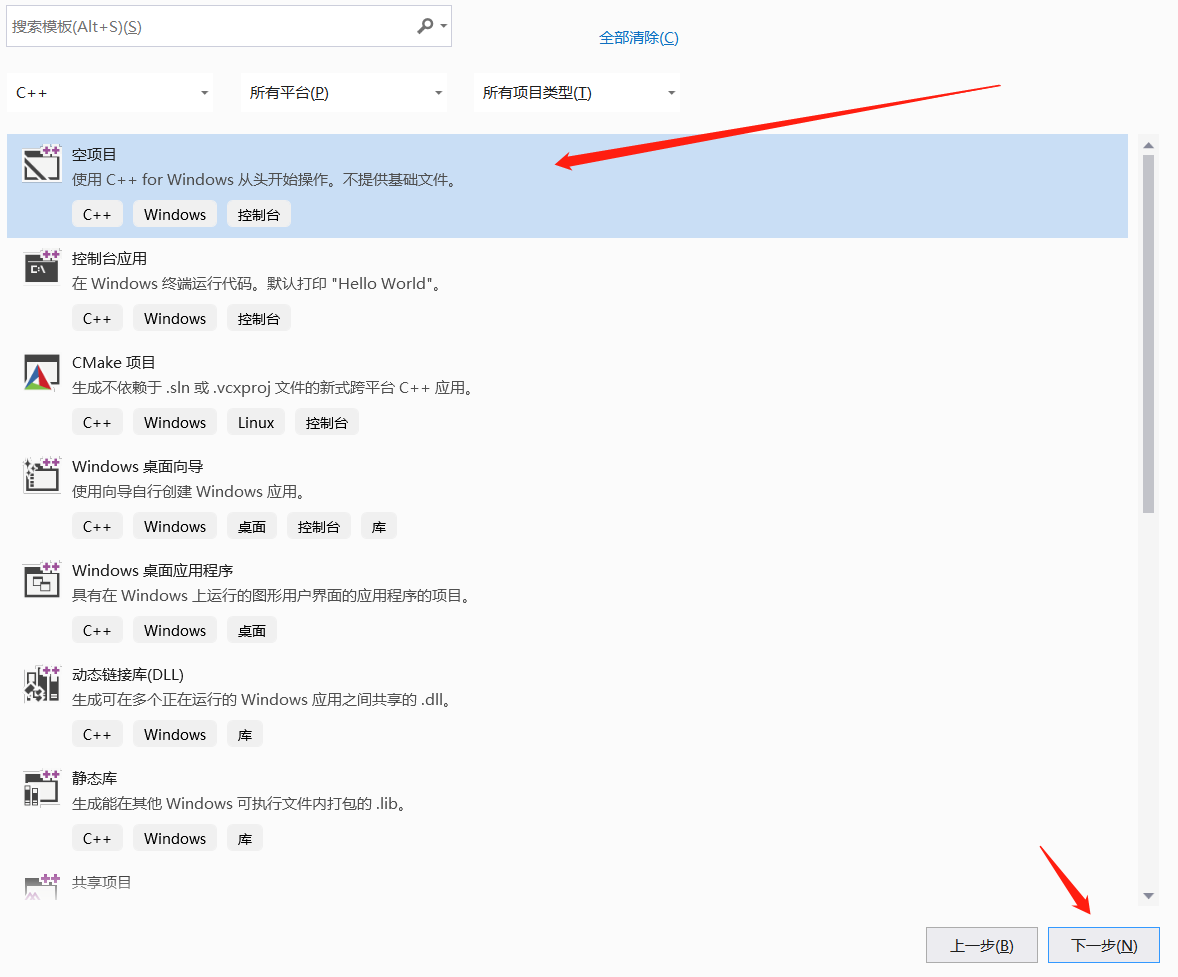 搜索模板(Alt+S)(S)
全部清除(C)
C++ 所有平台(P) 所有项目类型(T)
空项目
使用 C++ for Windows 从头开始操作。不提供基础文件。
C++ Windows 控制台
控制台应用
在 Windows 终端运行代码。默认打印 "Hello World"。
C++ Windows 控制台
CMake 项目
生成不依赖于 .sln 或 .vcxproj 文件的新式跨平台 C++ 应用。
C++ Windows Linux 控制台
Windows 桌面向导
使用向导自行创建 Windows 应用。
C++ Windows 桌面 控制台 库
Windows 桌面应用程序
具有在 Windows 上运行的图形用户界面的应用程序的项目。
C++ Windows 桌面
动态链接库(DLL)
生成可在多个正在运行的 Windows 应用之间共享的 .dll。
C++ Windows 库
静态库
生成能在其他 Windows 可执行文件内打包的 .lib。
C++ Windows 库
共享项目
上一步(B) 下一步(N)